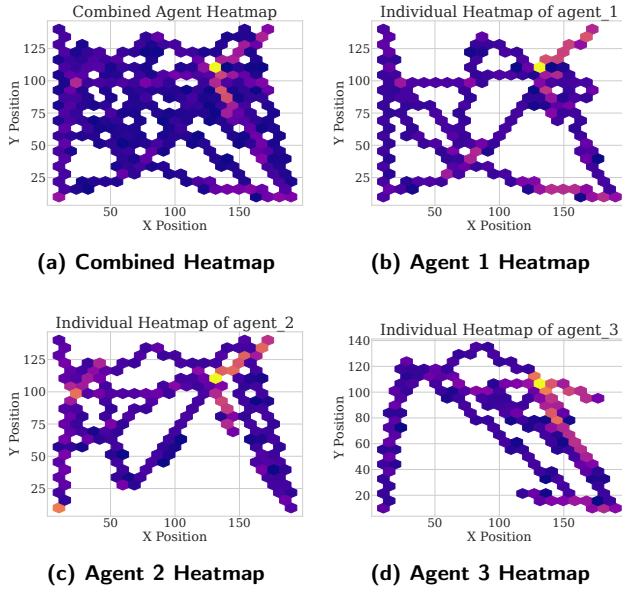 Combined Agent Heatmap
125
100
75
50
25
Y Position
50 100 150
X Position
(a) Combined Heatmap
Individual Heatmap of agent_1
125
100
75
50
25
Y Position
50 100 150
X Position
(b) Agent 1 Heatmap
Individual Heatmap of agent_2
125
100
75
50
25
Y Position
50 100 150
X Position
(c) Agent 2 Heatmap
Individual Heatmap of agent_3
140
120
100
80
60
40
20
Y Position
50 100 150
X Position
(d) Agent 3 Heatmap